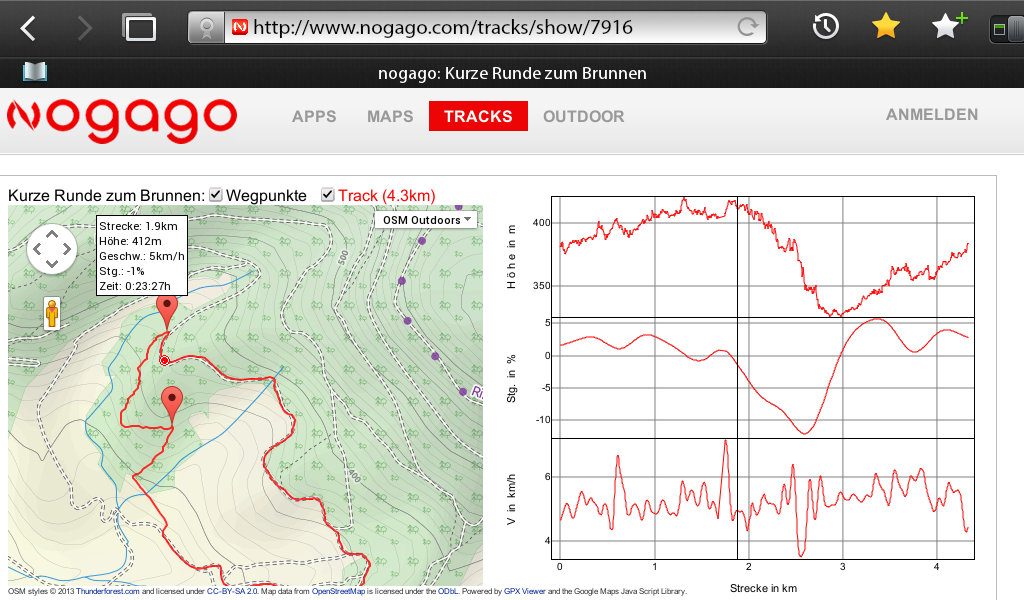 http://www.nogago.com/tracks/show/7916
nogago: Kurze Runde zum Brunnen
nogago
APPS MAPS TRACKS OUTDOOR ANMELDEN
Kurze Runde zum Brunnen: Wegpunkte Track (4.3km)
OSM Outdoors
Strecke: 1.9km
Höhe: 412m
Geschw.: 5km/h
Stg.: -1%
Zeit: 0:23:27h
500
400
Ri
Höhe in m
400
350
Stg. in %
5
0
-5
-10
V in km/h
6
4
0 1 2 3 4
Strecke in km
OSM styles © 2013 Thunderforest.com and licensed under CC-BY-SA 2.0. Map data from OpenStreetMap is licensed under the ODbL. Powered by GPX Viewer and the Google Maps Java Script Library.